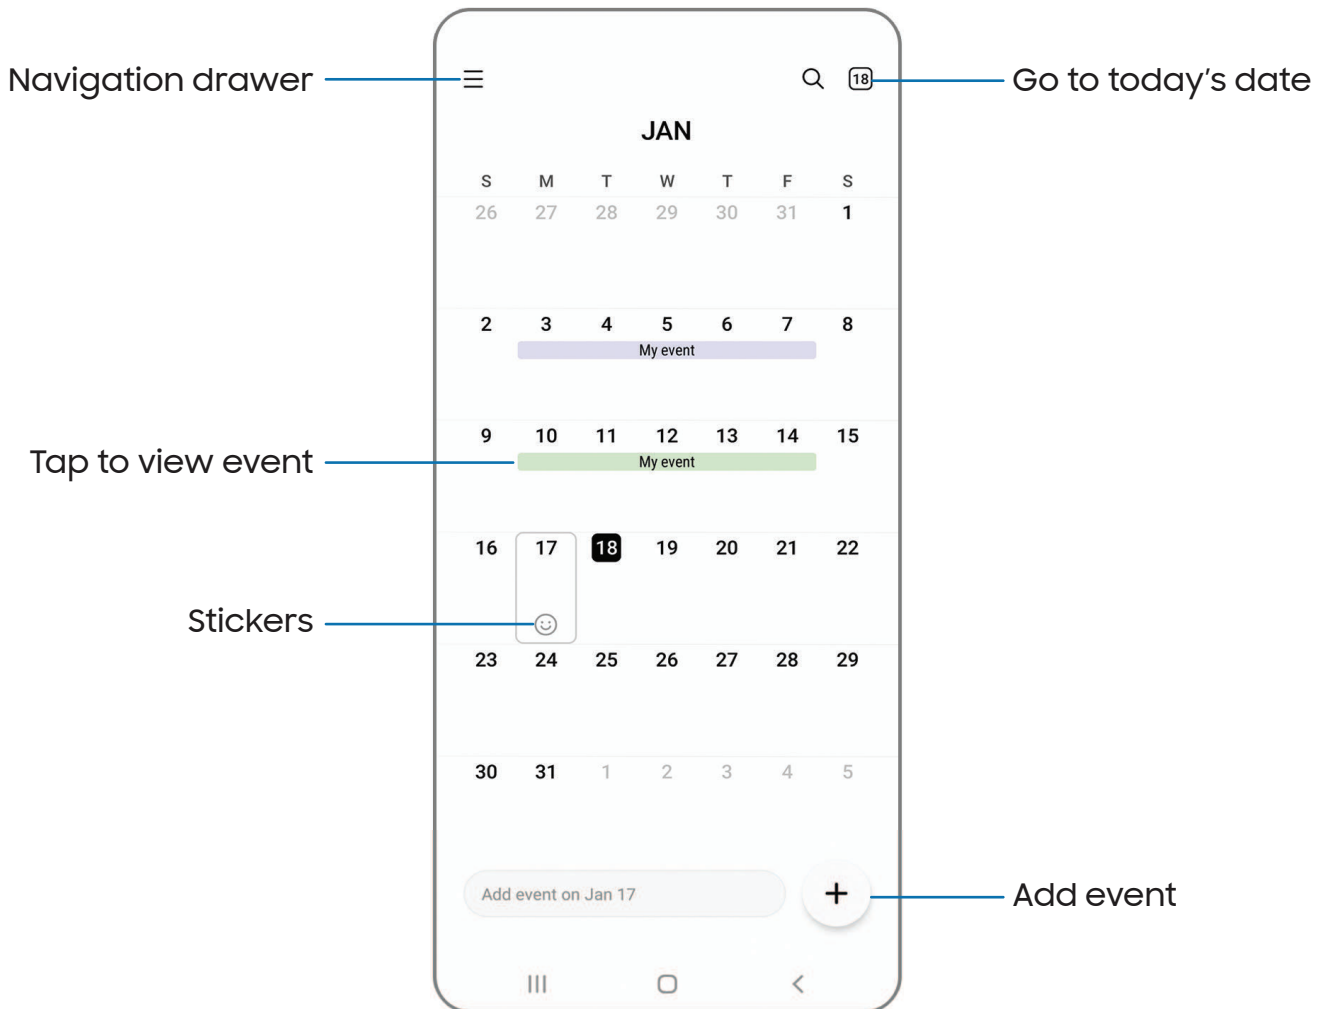 Navigation drawer
18
Go to today's date
JAN
S M T W T F S
26 27 28 29 30 31 1
2 3 4 5 6 7 8
My event
9 10 11 12 13 14 15
Tap to view event
My event
16 17 18 19 20 21 22
Stickers
23 24 25 26 27 28 29
30 31 1 2 3 4 5
Add event on Jan 17
Add event